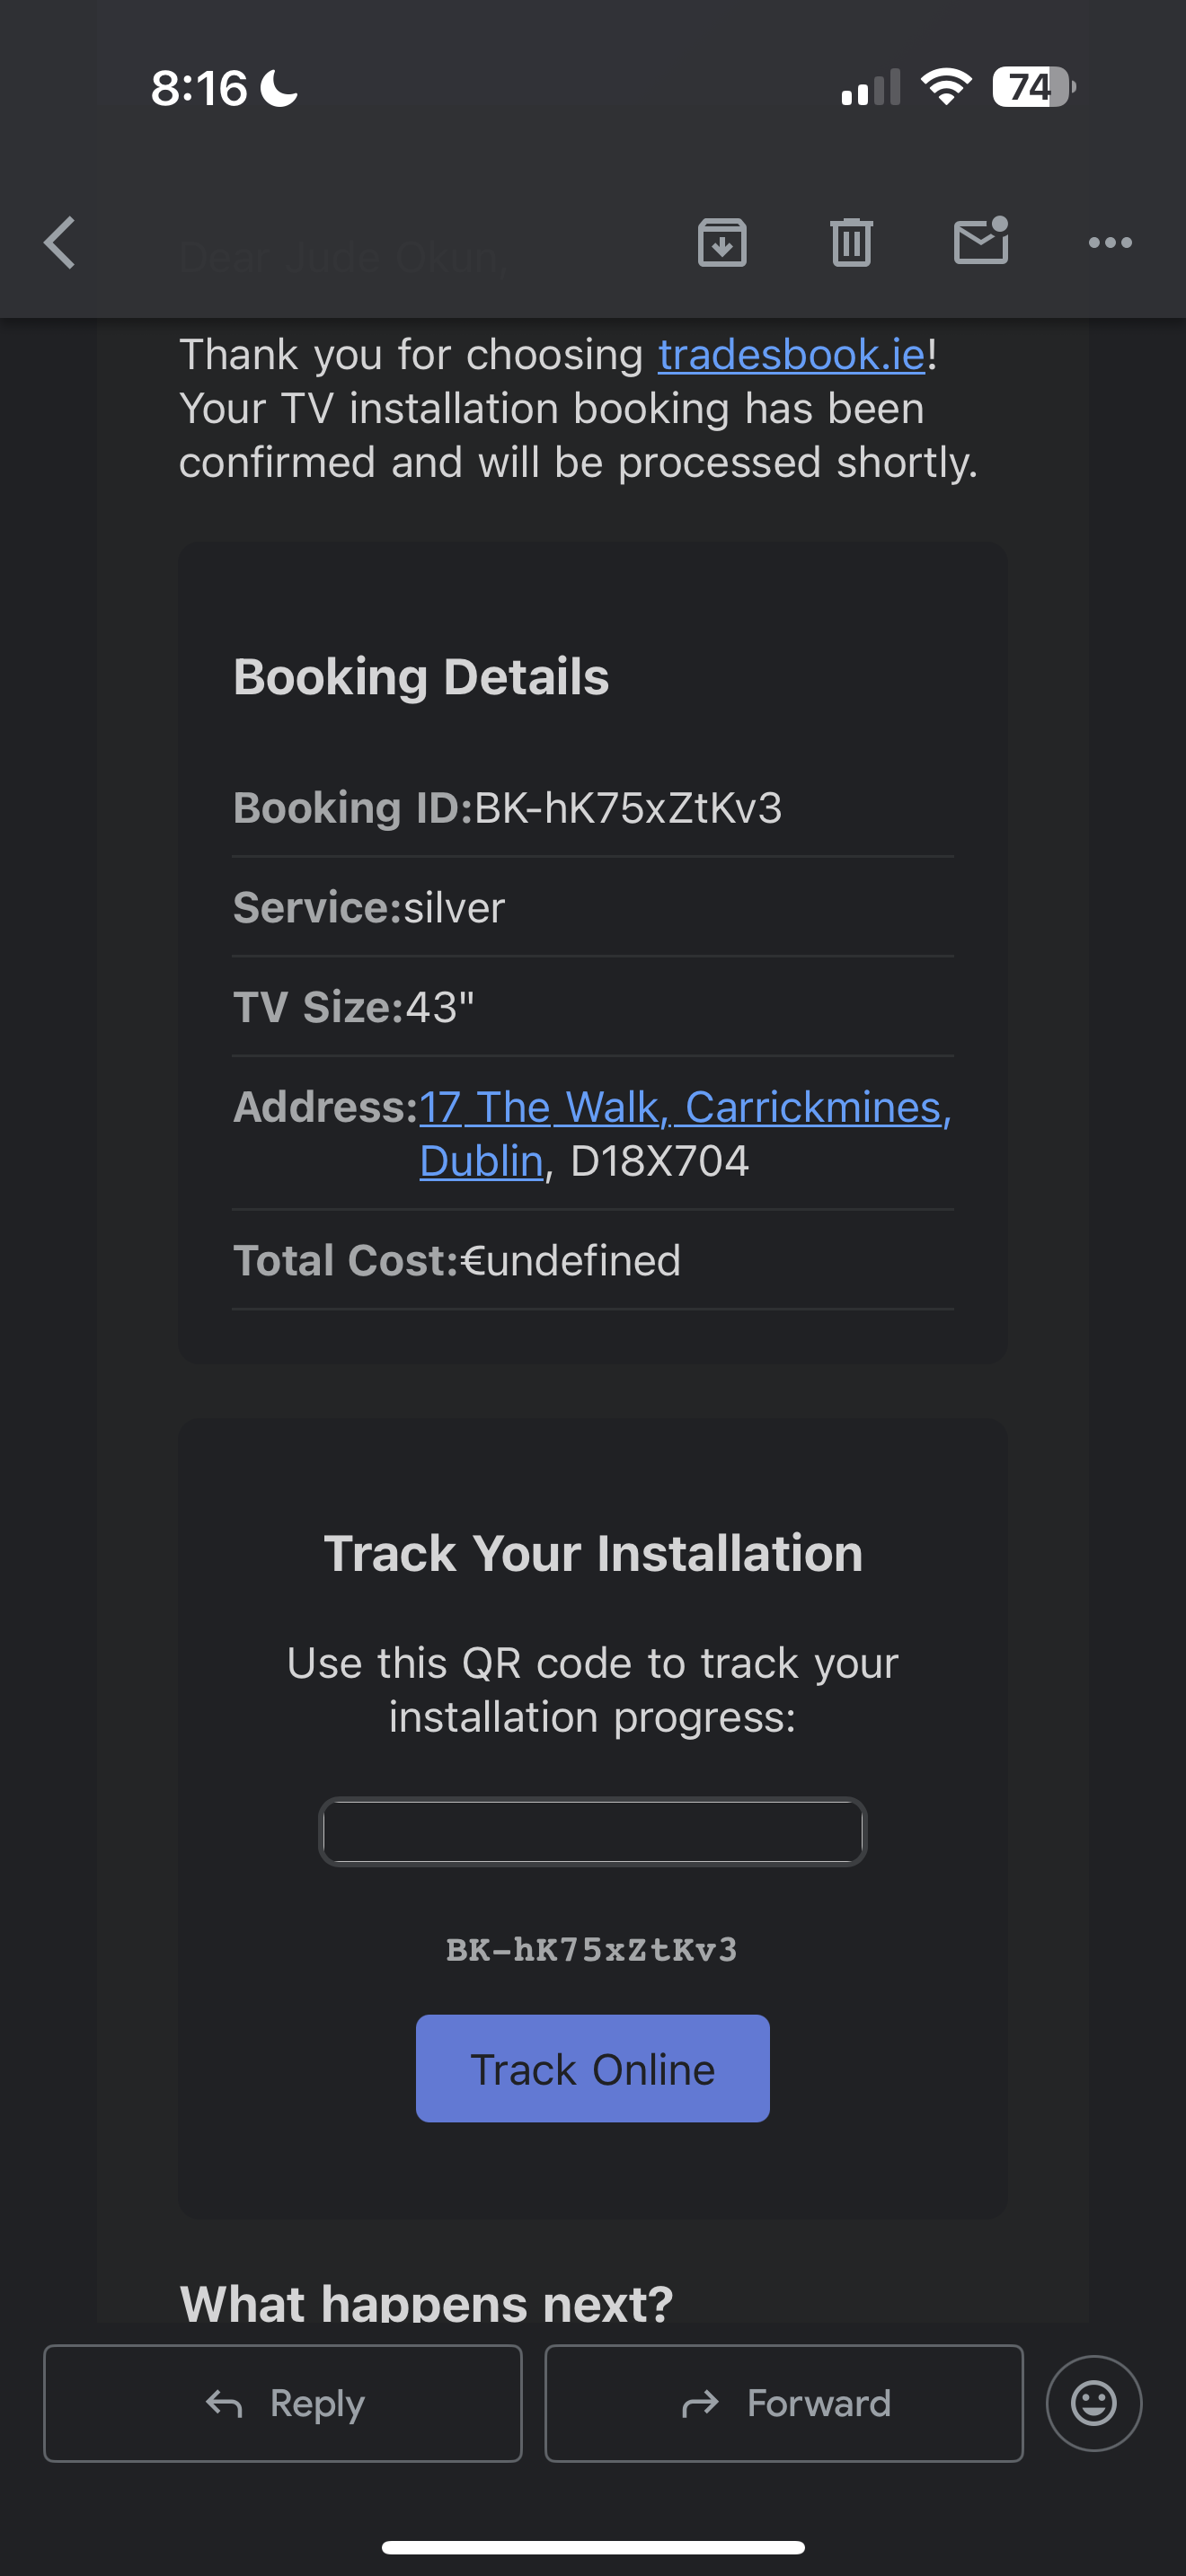 8:16
74
Dear Jude Okun,
Thank you for choosing tradesbook.ie!
Your TV installation booking has been
confirmed and will be processed shortly.
Booking Details
Booking ID:BK-hK75xZtKv3
Service:silver
TV Size:43"
Address:17 The Walk, Carrickmines,
Dublin, D18X704
Total Cost:€undefined
Track Your Installation
Use this QR code to track your
installation progress:
BK-hK75xZtKv3
Track Online
What happens next?
Reply
Forward